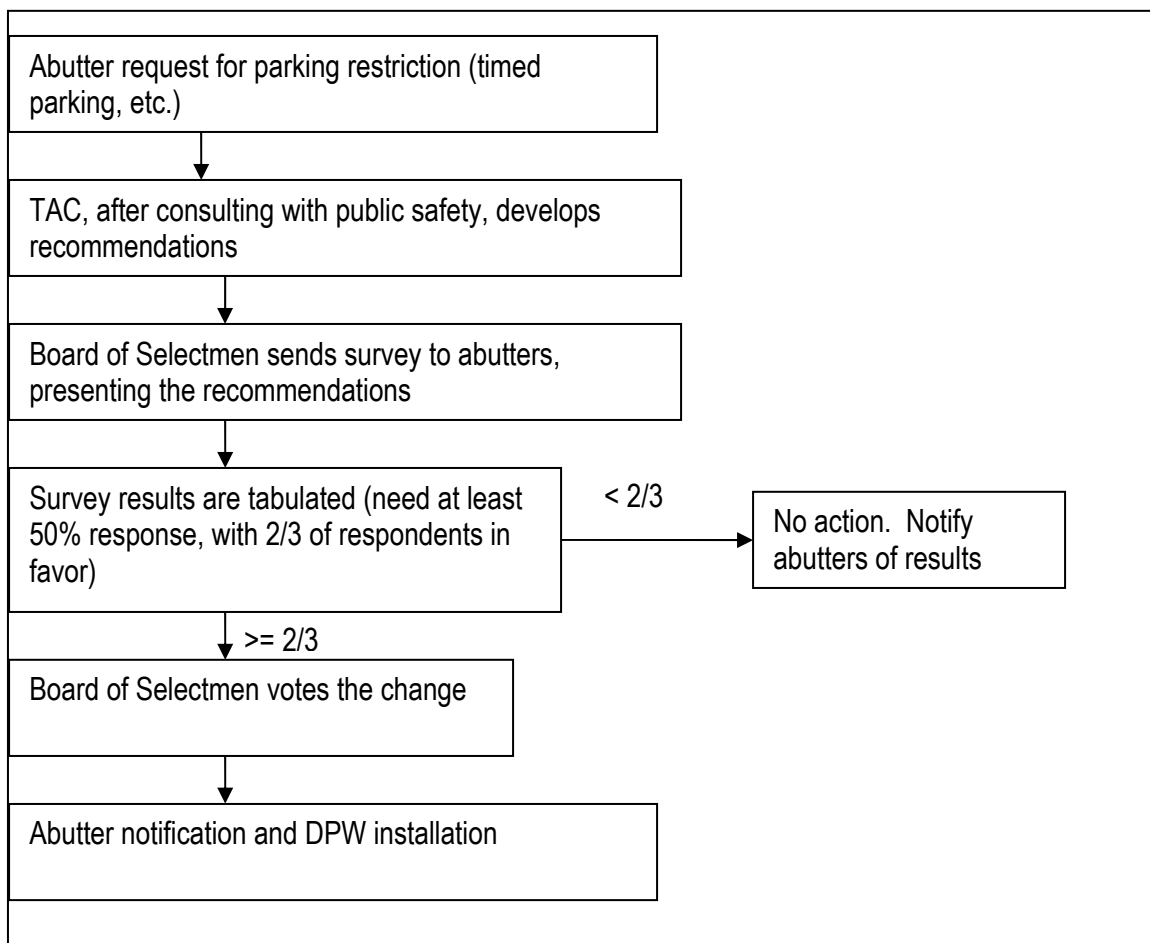 Abutter request for parking restriction (timed
parking, etc.)
TAC, after consulting with public safety, develops
recommendations
Board of Selectmen sends survey to abutters,
presenting the recommendations
Survey results are tabulated (need at least
50% response, with 2/3 of respondents in
favor)
< 2/3
No action.  Notify
abutters of results
>= 2/3
Board of Selectmen votes the change
Abutter notification and DPW installation